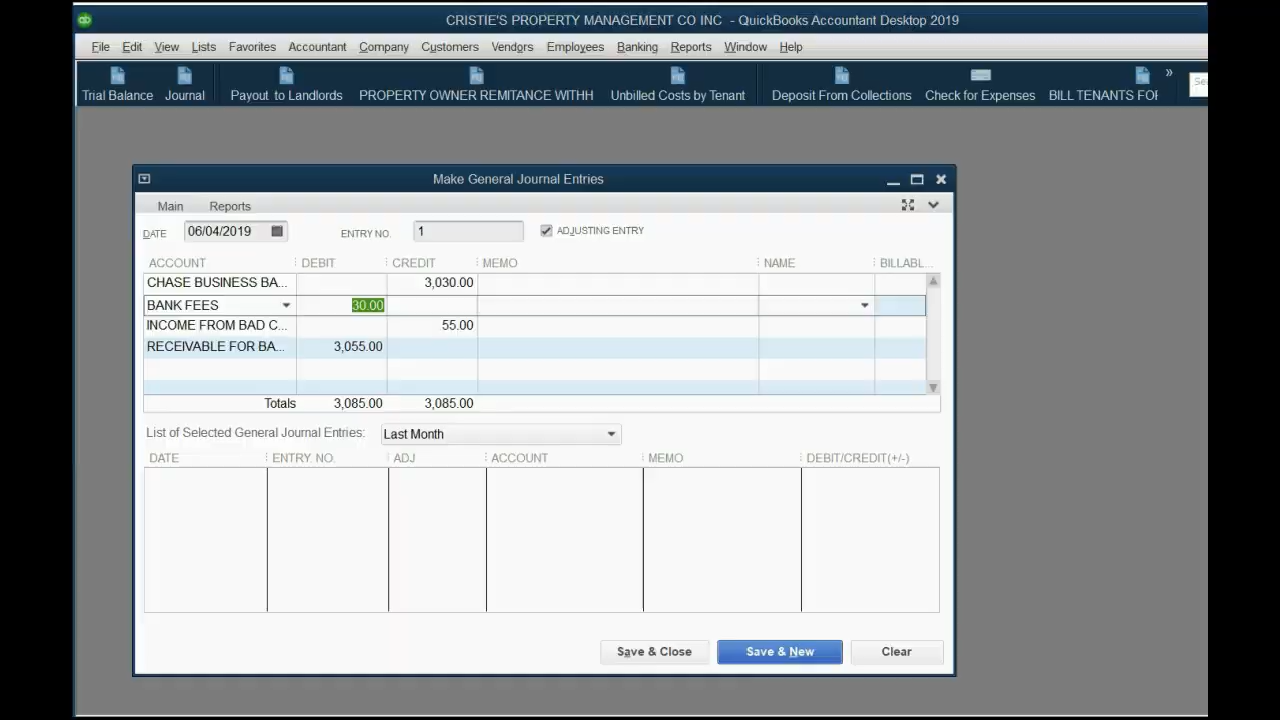 CRISTIE'S PROPERTY MANAGEMENT CO INC - QuickBooks Accountant Desktop 2019
File Edit View Lists Favorites Accountant Company Customers Vendors Employees Banking Reports Window Help
Trial Balance Journal Payout to Landlords PROPERTY OWNER REMITANCE WITHH Unbilled Costs by Tenant Deposit From Collections Check for Expenses BILL TENANTS FOR »
Make General Journal Entries
Main Reports
DATE 06/04/2019 ENTRY NO. 1 ADJUSTING ENTRY
ACCOUNT DEBIT CREDIT MEMO NAME BILLABL...
CHASE BUSINESS BA... 3,030.00
BANK FEES 30.00
INCOME FROM BAD C... 55.00
RECEIVABLE FOR BA... 3,055.00
Totals 3,085.00 3,085.00
List of Selected General Journal Entries: Last Month
DATE ENTRY. NO. ADJ ACCOUNT MEMO DEBIT/CREDIT(+/-)
Save & Close Save & New Clear